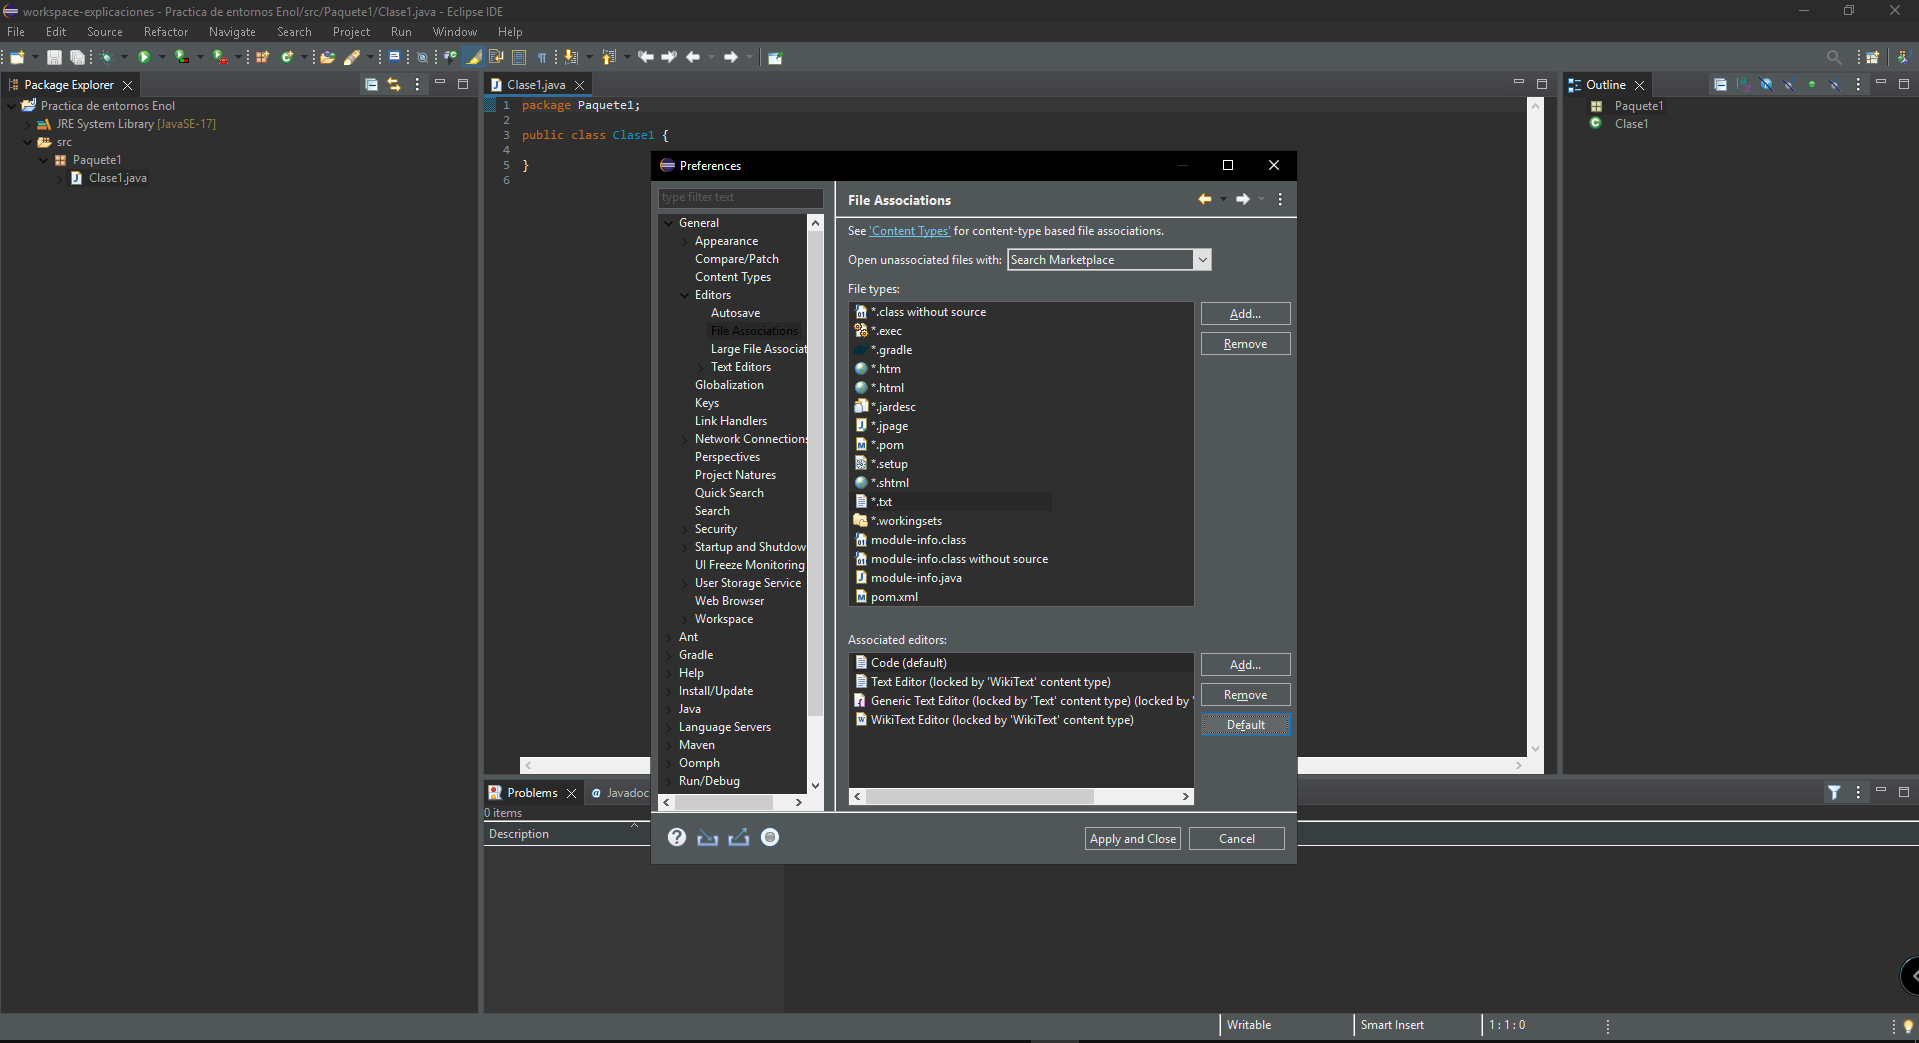 workspace-explicaciones - Practica de entornos Enol/src/Paquete1/Clase1.java - Eclipse IDE
File Edit Source Refactor Navigate Search Project Run Window Help
Package Explorer
Practica de entornos Enol
JRE System Library [JavaSE-17]
src
Paquete1
Clase1.java
Clase1.java
1 package Paquete1;
2
3 public class Clase1 {
4
5 }
6
Outline
Paquete1
Clase1
Preferences
type filter text
General
Appearance
Compare/Patch
Content Types
Editors
Autosave
File Associations
Large File Associat
Text Editors
Globalization
Keys
Link Handlers
Network Connections
Perspectives
Project Natures
Quick Search
Search
Security
Startup and Shutdow
UI Freeze Monitoring
User Storage Service
Web Browser
Workspace
Ant
Gradle
Help
Install/Update
Java
Language Servers
Maven
Oomph
Run/Debug
File Associations
See 'Content Types' for content-type based file associations.
Open unassociated files with: Search Marketplace
File types:
*.class without source
*.exec
*.gradle
*.htm
*.html
*.jardesc
*.jpage
*.pom
*.setup
*.shtml
*.txt
*.workingsets
module-info.class
module-info.class without source
module-info.java
pom.xml
Add...
Remove
Associated editors:
Code (default)
Text Editor (locked by 'WikiText' content type)
Generic Text Editor (locked by 'Text' content type) (locked by '
WikiText Editor (locked by 'WikiText' content type)
Add...
Remove
Default
Apply and Close
Cancel
Problems
@ Javadoc
0 items
Description
Writable
Smart Insert
1 : 1 : 0